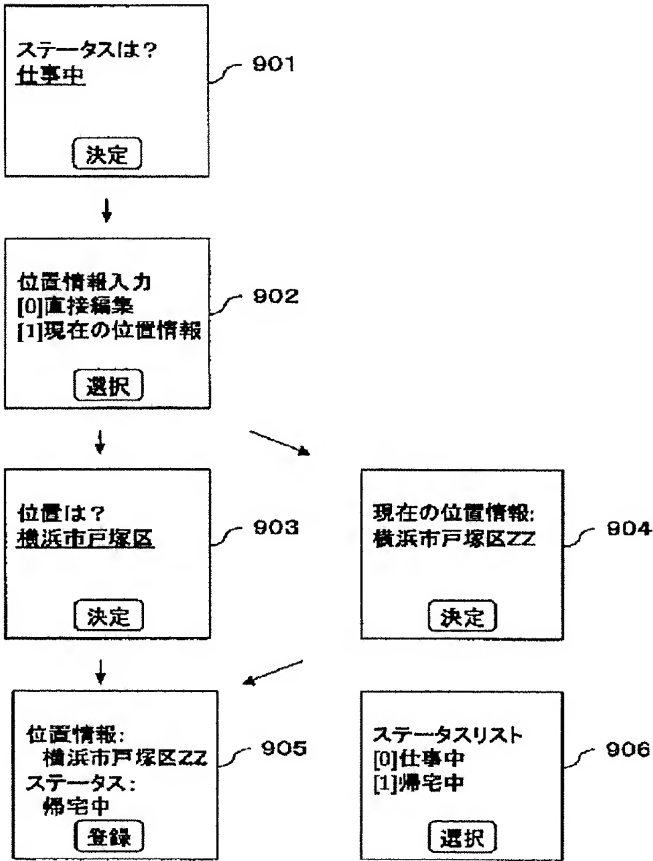 ステータスは?
仕事中
決定
901
位置情報入力
[0]直接編集
[1]現在の位置情報
選択
902
位置は?
横浜市戸塚区
決定
903
現在の位置情報:
横浜市戸塚区ZZ
決定
904
位置情報:
横浜市戸塚区ZZ
ステータス:
帰宅中
登録
905
ステータスリスト
[0]仕事中
[1]帰宅中
選択
906